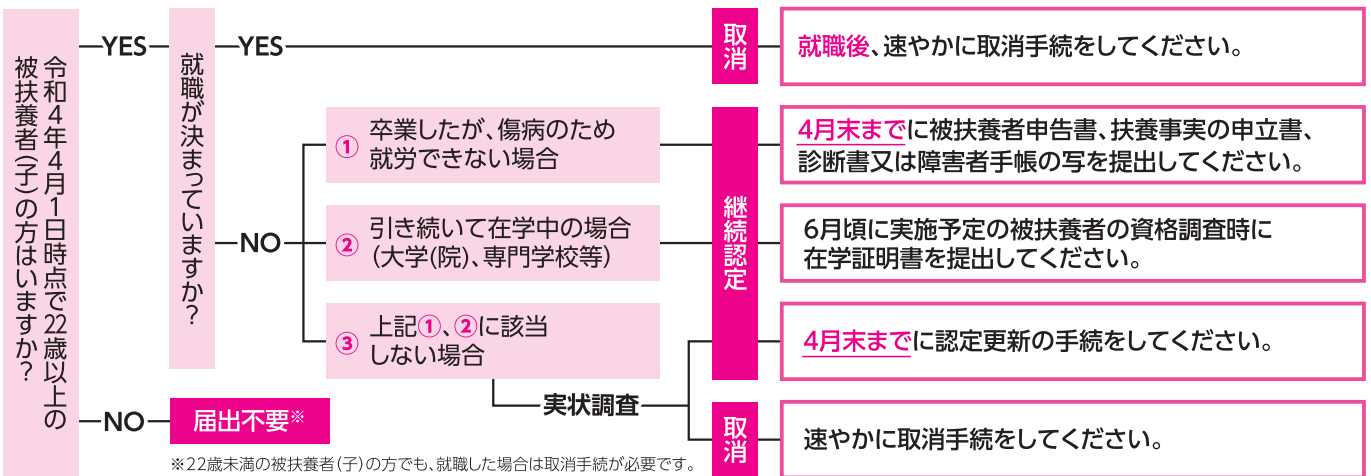 令和4年4月1日時点で22歳以上の
被扶養者(子)の方はいますか？
YES
就職が決まっていますか？
YES
取消
就職後、速やかに取消手続をしてください。
NO
① 卒業したが、傷病のため
就労できない場合
継続認定
4月末までに被扶養者申告書、扶養事実の申立書、
診断書又は障害者手帳の写を提出してください。
② 引き続いて在学中の場合
（大学(院)、専門学校等）
6月頃に実施予定の被扶養者の資格調査時に
在学証明書を提出してください。
③ 上記①、②に該当
しない場合
4月末までに認定更新の手続をしてください。
実状調査
取消
速やかに取消手続をしてください。
NO
届出不要※
※22歳未満の被扶養者(子)の方でも、就職した場合は取消手続が必要です。